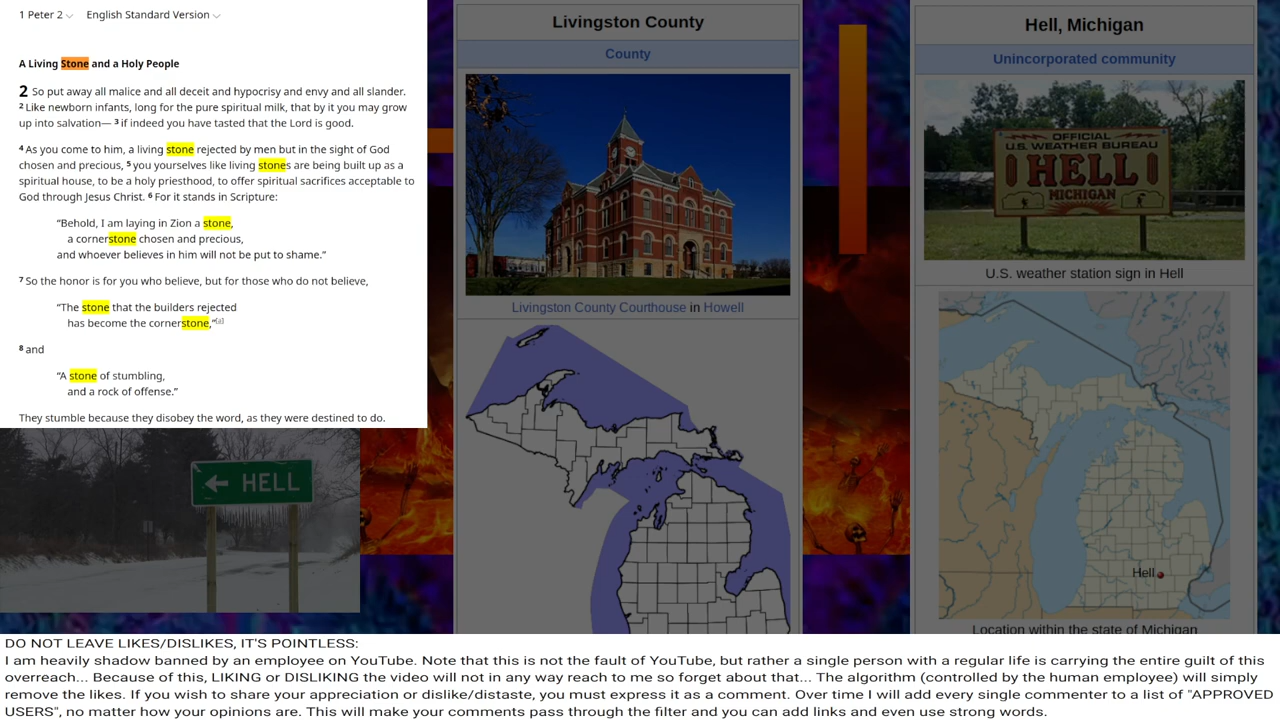 1 Peter 2 English Standard Version
A Living Stone and a Holy People
2 So put away all malice and all deceit and hypocrisy and envy and all slander.
2 Like newborn infants, long for the pure spiritual milk, that by it you may grow
up into salvation— 3 if indeed you have tasted that the Lord is good.
4 As you come to him, a living stone rejected by men but in the sight of God
chosen and precious, 5 you yourselves like living stones are being built up as a
spiritual house, to be a holy priesthood, to offer spiritual sacrifices acceptable to
God through Jesus Christ. 6 For it stands in Scripture:
“Behold, I am laying in Zion a stone,
a cornerstone chosen and precious,
and whoever believes in him will not be put to shame.”
7 So the honor is for you who believe, but for those who do not believe,
“The stone that the builders rejected
has become the cornerstone,”[a]
8 and
“A stone of stumbling,
and a rock of offense.”
They stumble because they disobey the word, as they were destined to do.
← HELL
Livingston County
County
Livingston County Courthouse in Howell
Hell, Michigan
Unincorporated community
OFFICIAL
U.S. WEATHER BUREAU
HELL
MICHIGAN
U.S. weather station sign in Hell
Hell
Location within the state of Michigan
DO NOT LEAVE LIKES/DISLIKES, IT'S POINTLESS:
I am heavily shadow banned by an employee on YouTube. Note that this is not the fault of YouTube, but rather a single person with a regular life is carrying the entire guilt of this
overreach... Because of this, LIKING or DISLIKING the video will not in any way reach to me so forget about that... The algorithm (controlled by the human employee) will simply
remove the likes. If you wish to share your appreciation or dislike/distaste, you must express it as a comment. Over time I will add every single commenter to a list of "APPROVED
USERS", no matter how your opinions are. This will make your comments pass through the filter and you can add links and even use strong words.